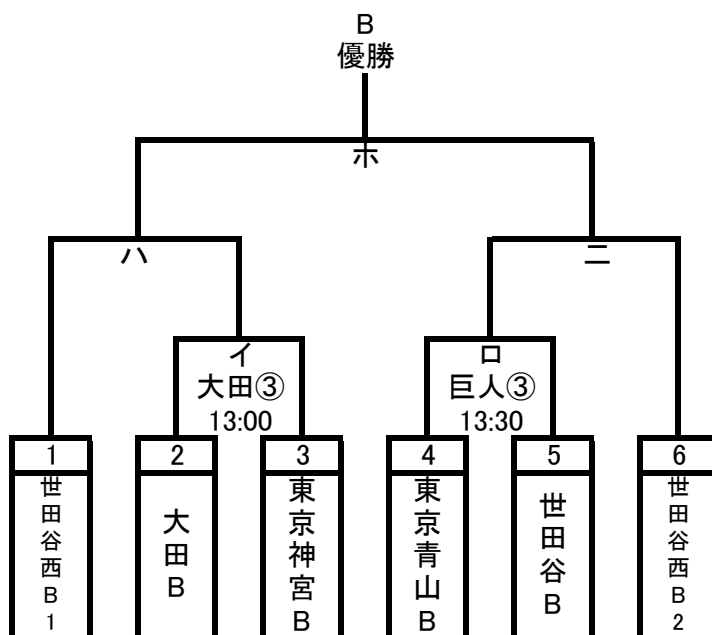 B
優勝
ホ
ハ
ニ
イ
大田③
13:00
ロ
巨人③
13:30
1
2
3
4
5
6
世田谷西B1
大田B
東京神宮B
東京青山B
世田谷B
世田谷西B2